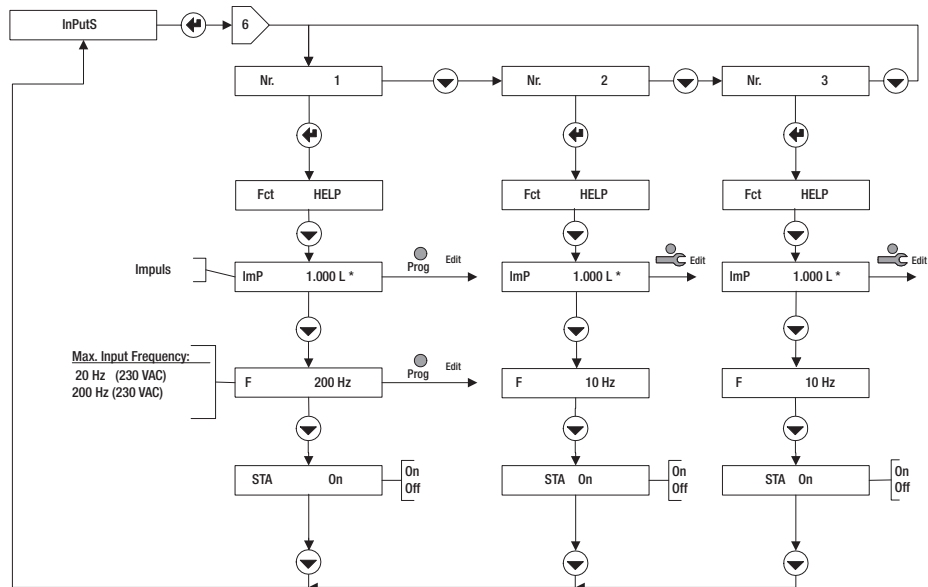 InPutS
6
Nr. 1
Nr. 2
Nr. 3
Fct HELP
Fct HELP
Fct HELP
Impuls
ImP 1.000 L *
Prog
Edit
ImP 1.000 L *
Edit
ImP 1.000 L *
Edit
Max. Input Frequency:
20 Hz (230 VAC)
200 Hz (230 VAC)
F 200 Hz
Prog
Edit
F 10 Hz
F 10 Hz
STA On
On
Off
STA On
On
Off
STA On
On
Off